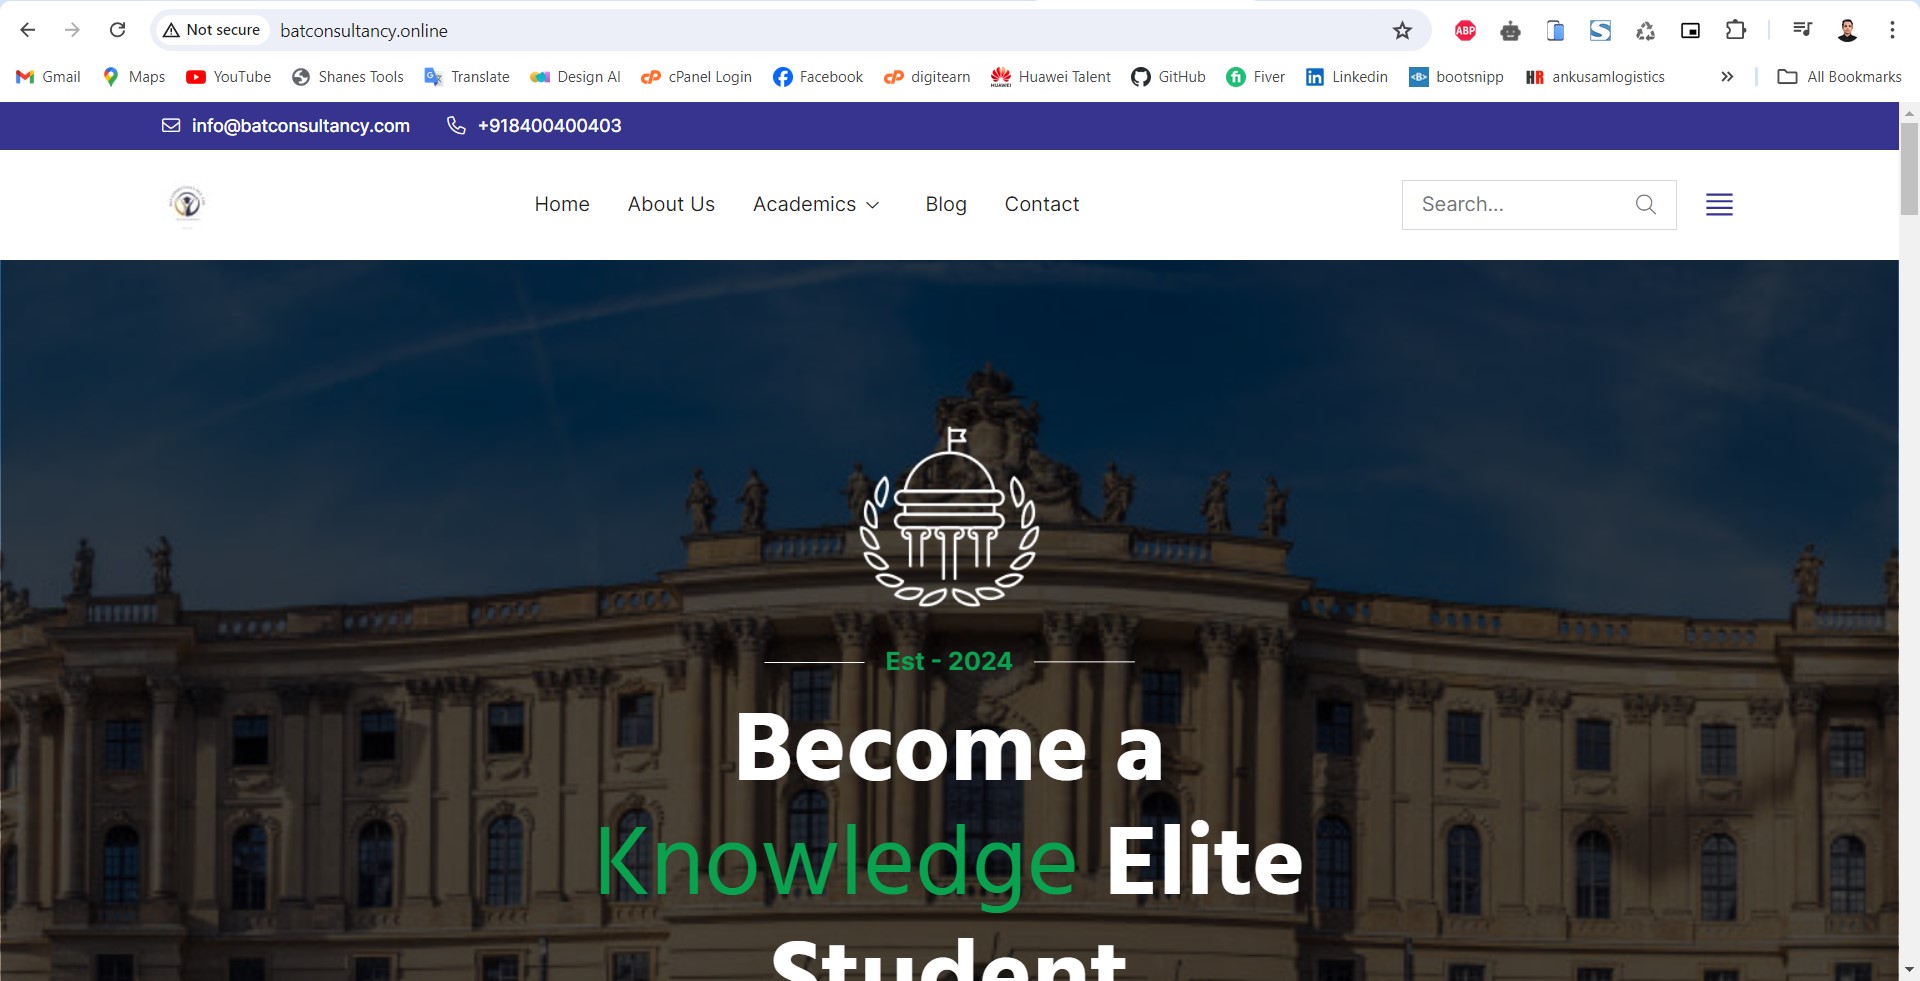 Not secure
batconsultancy.online
ABP
Gmail
Maps
YouTube
Shanes Tools
Translate
Design AI
cPanel Login
Facebook
digitearn
Huawei Talent
GitHub
Fiver
Linkedin
bootsnipp
ankusamlogistics
All Bookmarks
info@batconsultancy.com
+918400400403
Home
About Us
Academics
Blog
Contact
Search...
Est - 2024
Become a
Knowledge Elite
Student